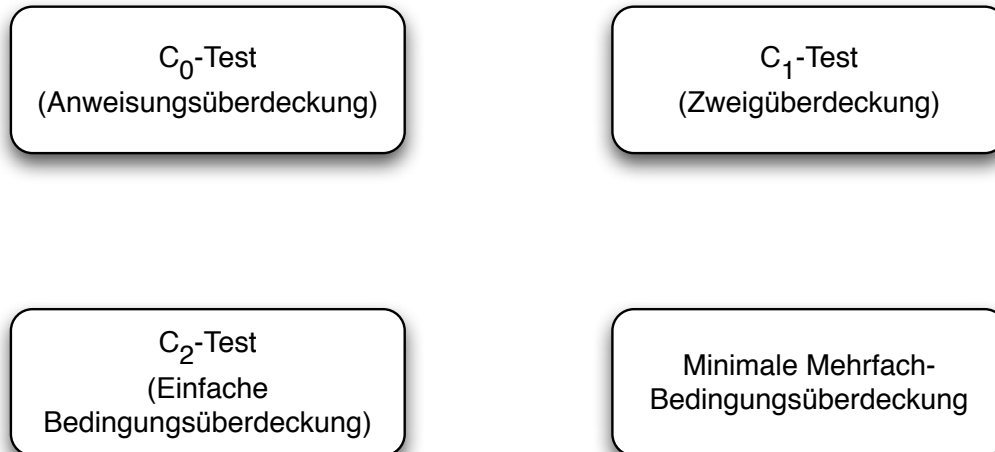 C0-Test
(Anweisungsüberdeckung)
C1-Test
(Zweigüberdeckung)
C2-Test
(Einfache
Bedingungsüberdeckung)
Minimale Mehrfach-
Bedingungsüberdeckung